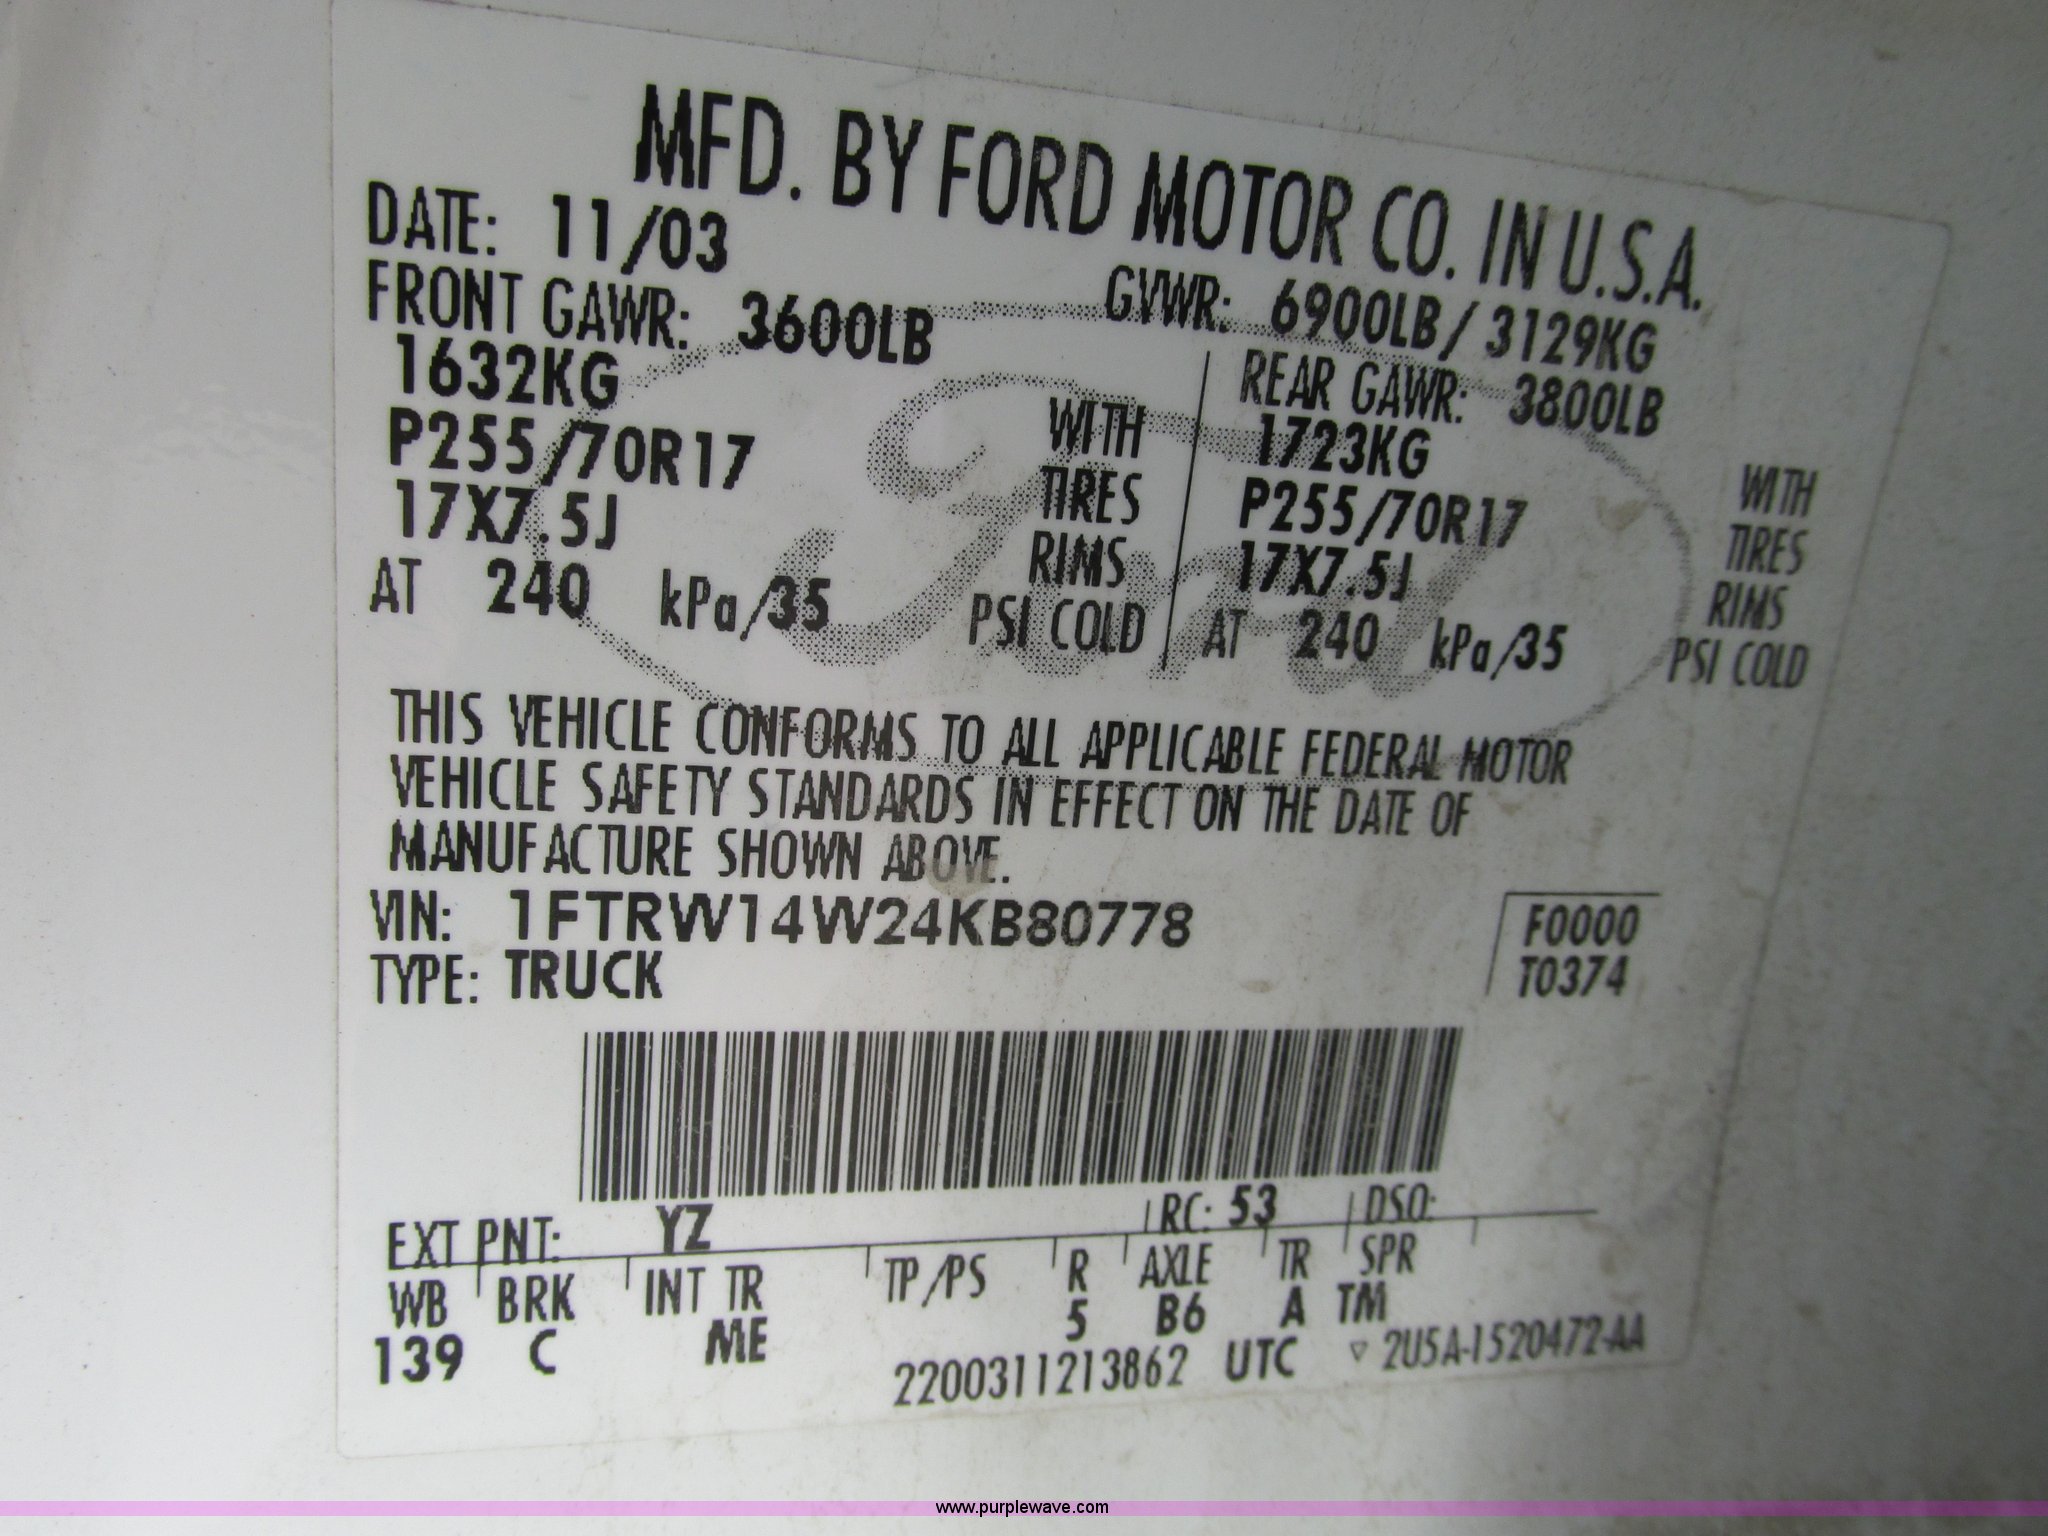 MFD. BY FORD MOTOR CO. IN U.S.A.
DATE: 11/03 GVWR: 6900LB/3129KG
FRONT GAWR: 3600LB REAR GAWR: 3800LB
1632KG WITH 1723KG WITH
P255/70R17 TIRES P255/70R17 TIRES
17X7.5J RIMS 17X7.5J RIMS
AT 240 kPa/35 PSI COLD AT 240 kPa/35 PSI COLD
Ford
THIS VEHICLE CONFORMS TO ALL APPLICABLE FEDERAL MOTOR
VEHICLE SAFETY STANDARDS IN EFFECT ON THE DATE OF
MANUFACTURE SHOWN ABOVE.
VIN: 1FTRW14W24KB80778 F0000
TYPE: TRUCK T0374
EXT PNT: YZ RC: 53 DSO:
WB BRK INT TR TP/PS R AXLE TR SPR
139 C ME 5 B6 A TM
2200311213862 UTC ▽ 2U5A-1520472-AA
www.purplewave.com